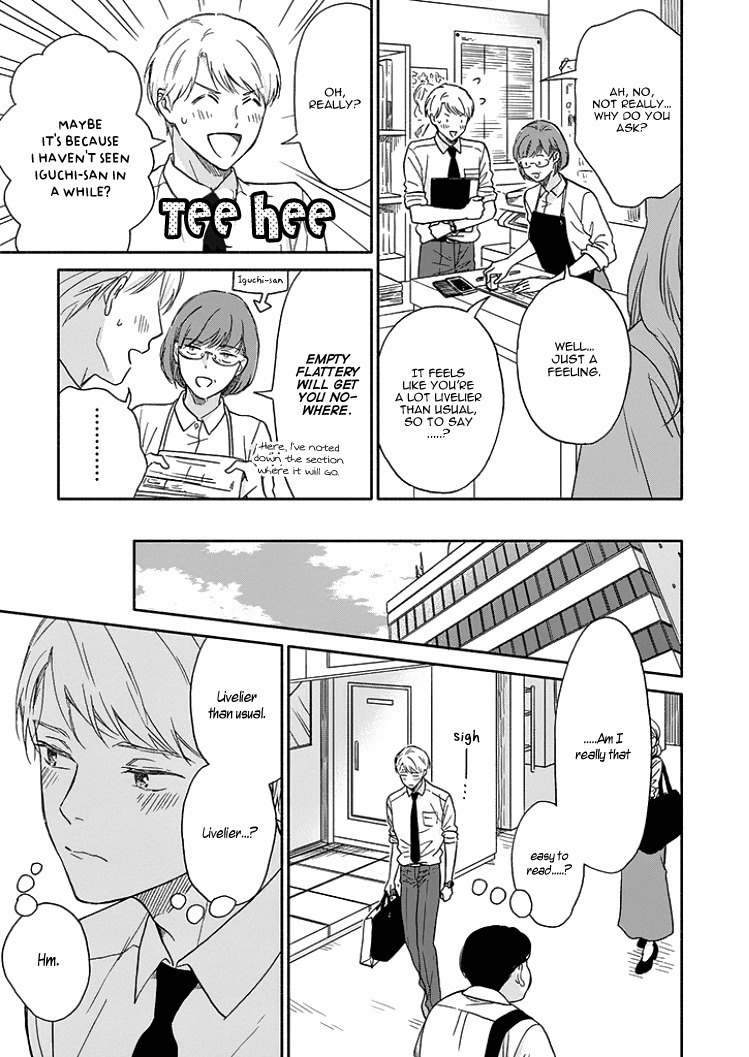 AH, NO,
NOT REALLY...
WHY DO YOU
ASK?
WELL...
JUST A
FEELING.
IT FEELS
LIKE YOU'RE
A LOT LIVELIER
THAN USUAL,
SO TO SAY
......?
OH,
REALLY?
MAYBE
IT'S BECAUSE
I HAVEN'T SEEN
IGUCHI-SAN IN
A WHILE?
Tee hee
Iguchi-san
EMPTY
FLATTERY
WILL GET
YOU NO-
WHERE.
Here, I've noted
down the section
where it will go.
.........
.....Am I
really that
easy to
read.....?
sigh
...
Livelier
than usual.
Livelier...?
Hm.